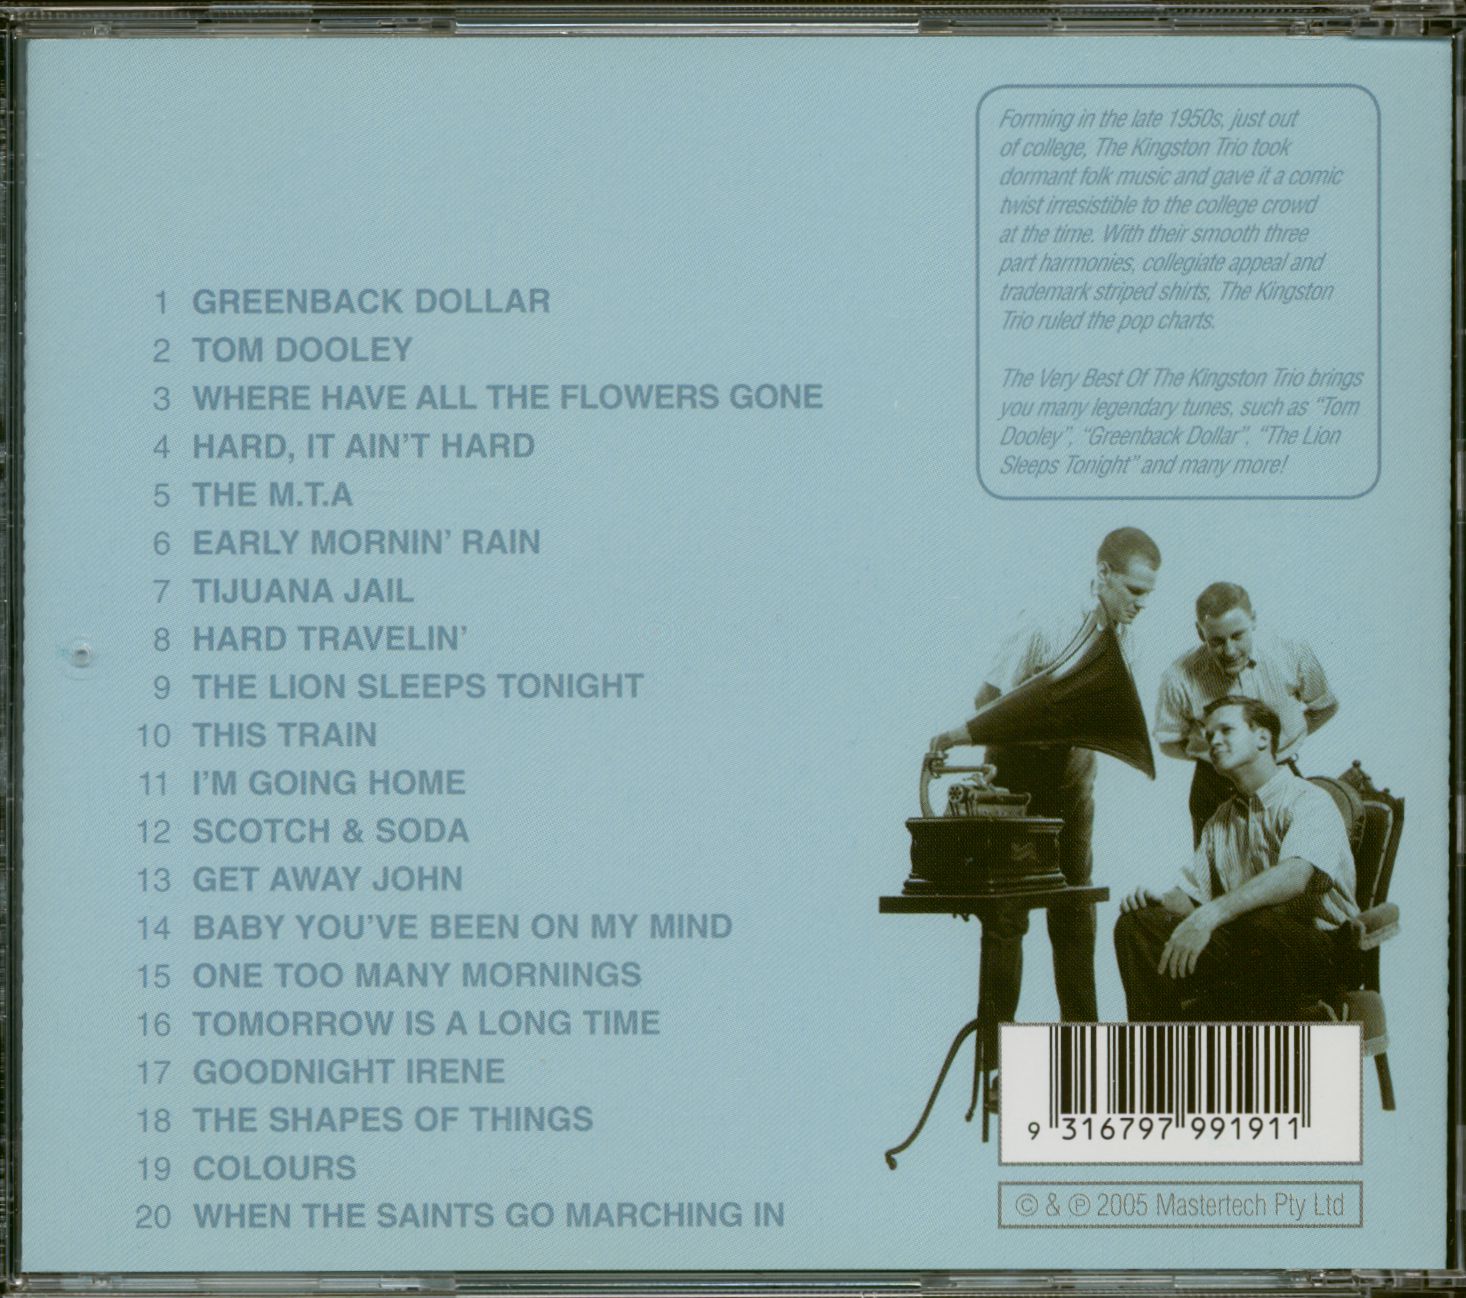 1 GREENBACK DOLLAR
2 TOM DOOLEY
3 WHERE HAVE ALL THE FLOWERS GONE
4 HARD, IT AIN'T HARD
5 THE M.T.A
6 EARLY MORNIN' RAIN
7 TIJUANA JAIL
8 HARD TRAVELIN'
9 THE LION SLEEPS TONIGHT
10 THIS TRAIN
11 I'M GOING HOME
12 SCOTCH & SODA
13 GET AWAY JOHN
14 BABY YOU'VE BEEN ON MY MIND
15 ONE TOO MANY MORNINGS
16 TOMORROW IS A LONG TIME
17 GOODNIGHT IRENE
18 THE SHAPES OF THINGS
19 COLOURS
20 WHEN THE SAINTS GO MARCHING IN
Forming in the late 1950s, just out
of college, The Kingston Trio took
dormant folk music and gave it a comic
twist irresistible to the college crowd
at the time. With their smooth three
part harmonies, collegiate appeal and
trademark striped shirts, The Kingston
Trio ruled the pop charts.
The Very Best Of The Kingston Trio brings
you many legendary tunes, such as “Tom
Dooley”, “Greenback Dollar”, “The Lion
Sleeps Tonight” and many more!
9 316797 991911
© & ℗ 2005 Mastertech Pty Ltd